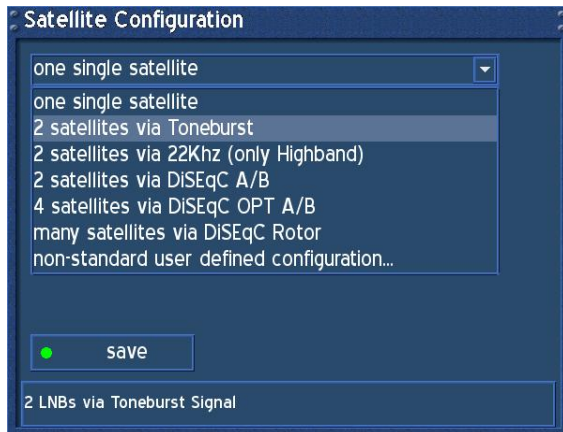 Satellite Configuration
one single satellite
one single satellite
2 satellites via Toneburst
2 satellites via 22Khz (only Highband)
2 satellites via DiSEqC A/B
4 satellites via DiSEqC OPT A/B
many satellites via DiSEqC Rotor
non-standard user defined configuration...
save
2 LNBs via Toneburst Signal